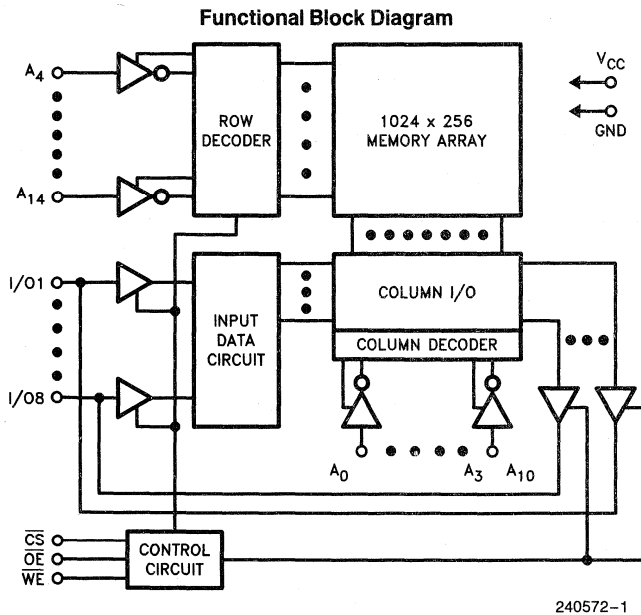 Functional Block Diagram
A4
A14
ROW
DECODER
1024 x 256
MEMORY ARRAY
VCC
GND
I/O1
I/O8
INPUT
DATA
CIRCUIT
COLUMN I/O
COLUMN DECODER
A0
A3
A10
CS
OE
WE
CONTROL
CIRCUIT
240572-1